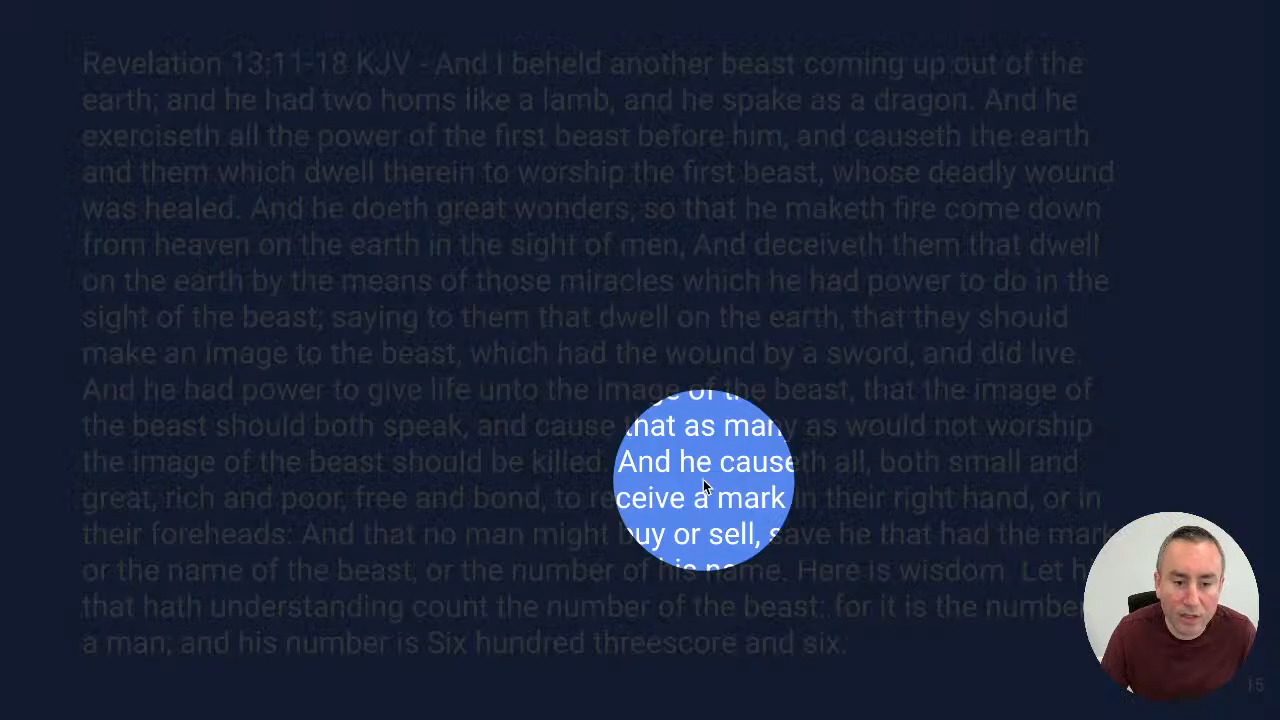 Revelation 13:11-18 KJV - And I beheld another beast coming up out of the
earth; and he had two horns like a lamb, and he spake as a dragon. And he
exerciseth all the power of the first beast before him, and causeth the earth
and them which dwell therein to worship the first beast, whose deadly wound
was healed. And he doeth great wonders, so that he maketh fire come down
from heaven on the earth in the sight of men, And deceiveth them that dwell
on the earth by the means of those miracles which he had power to do in the
sight of the beast; saying to them that dwell on the earth, that they should
make an image to the beast, which had the wound by a sword, and did live.
And he had power to give life unto the image of the beast, that the image of
the beast should both speak, and cause that as many as would not worship
the image of the beast should be killed. And he causeth all, both small and
great, rich and poor, free and bond, to receive a mark in their right hand, or in
their foreheads: And that no man might buy or sell, save he that had the mark
or the name of the beast, or the number of his name. Here is wisdom. Let
that hath understanding count the number of the beast: for it is the number
a man; and his number is Six hundred threescore and six.
15